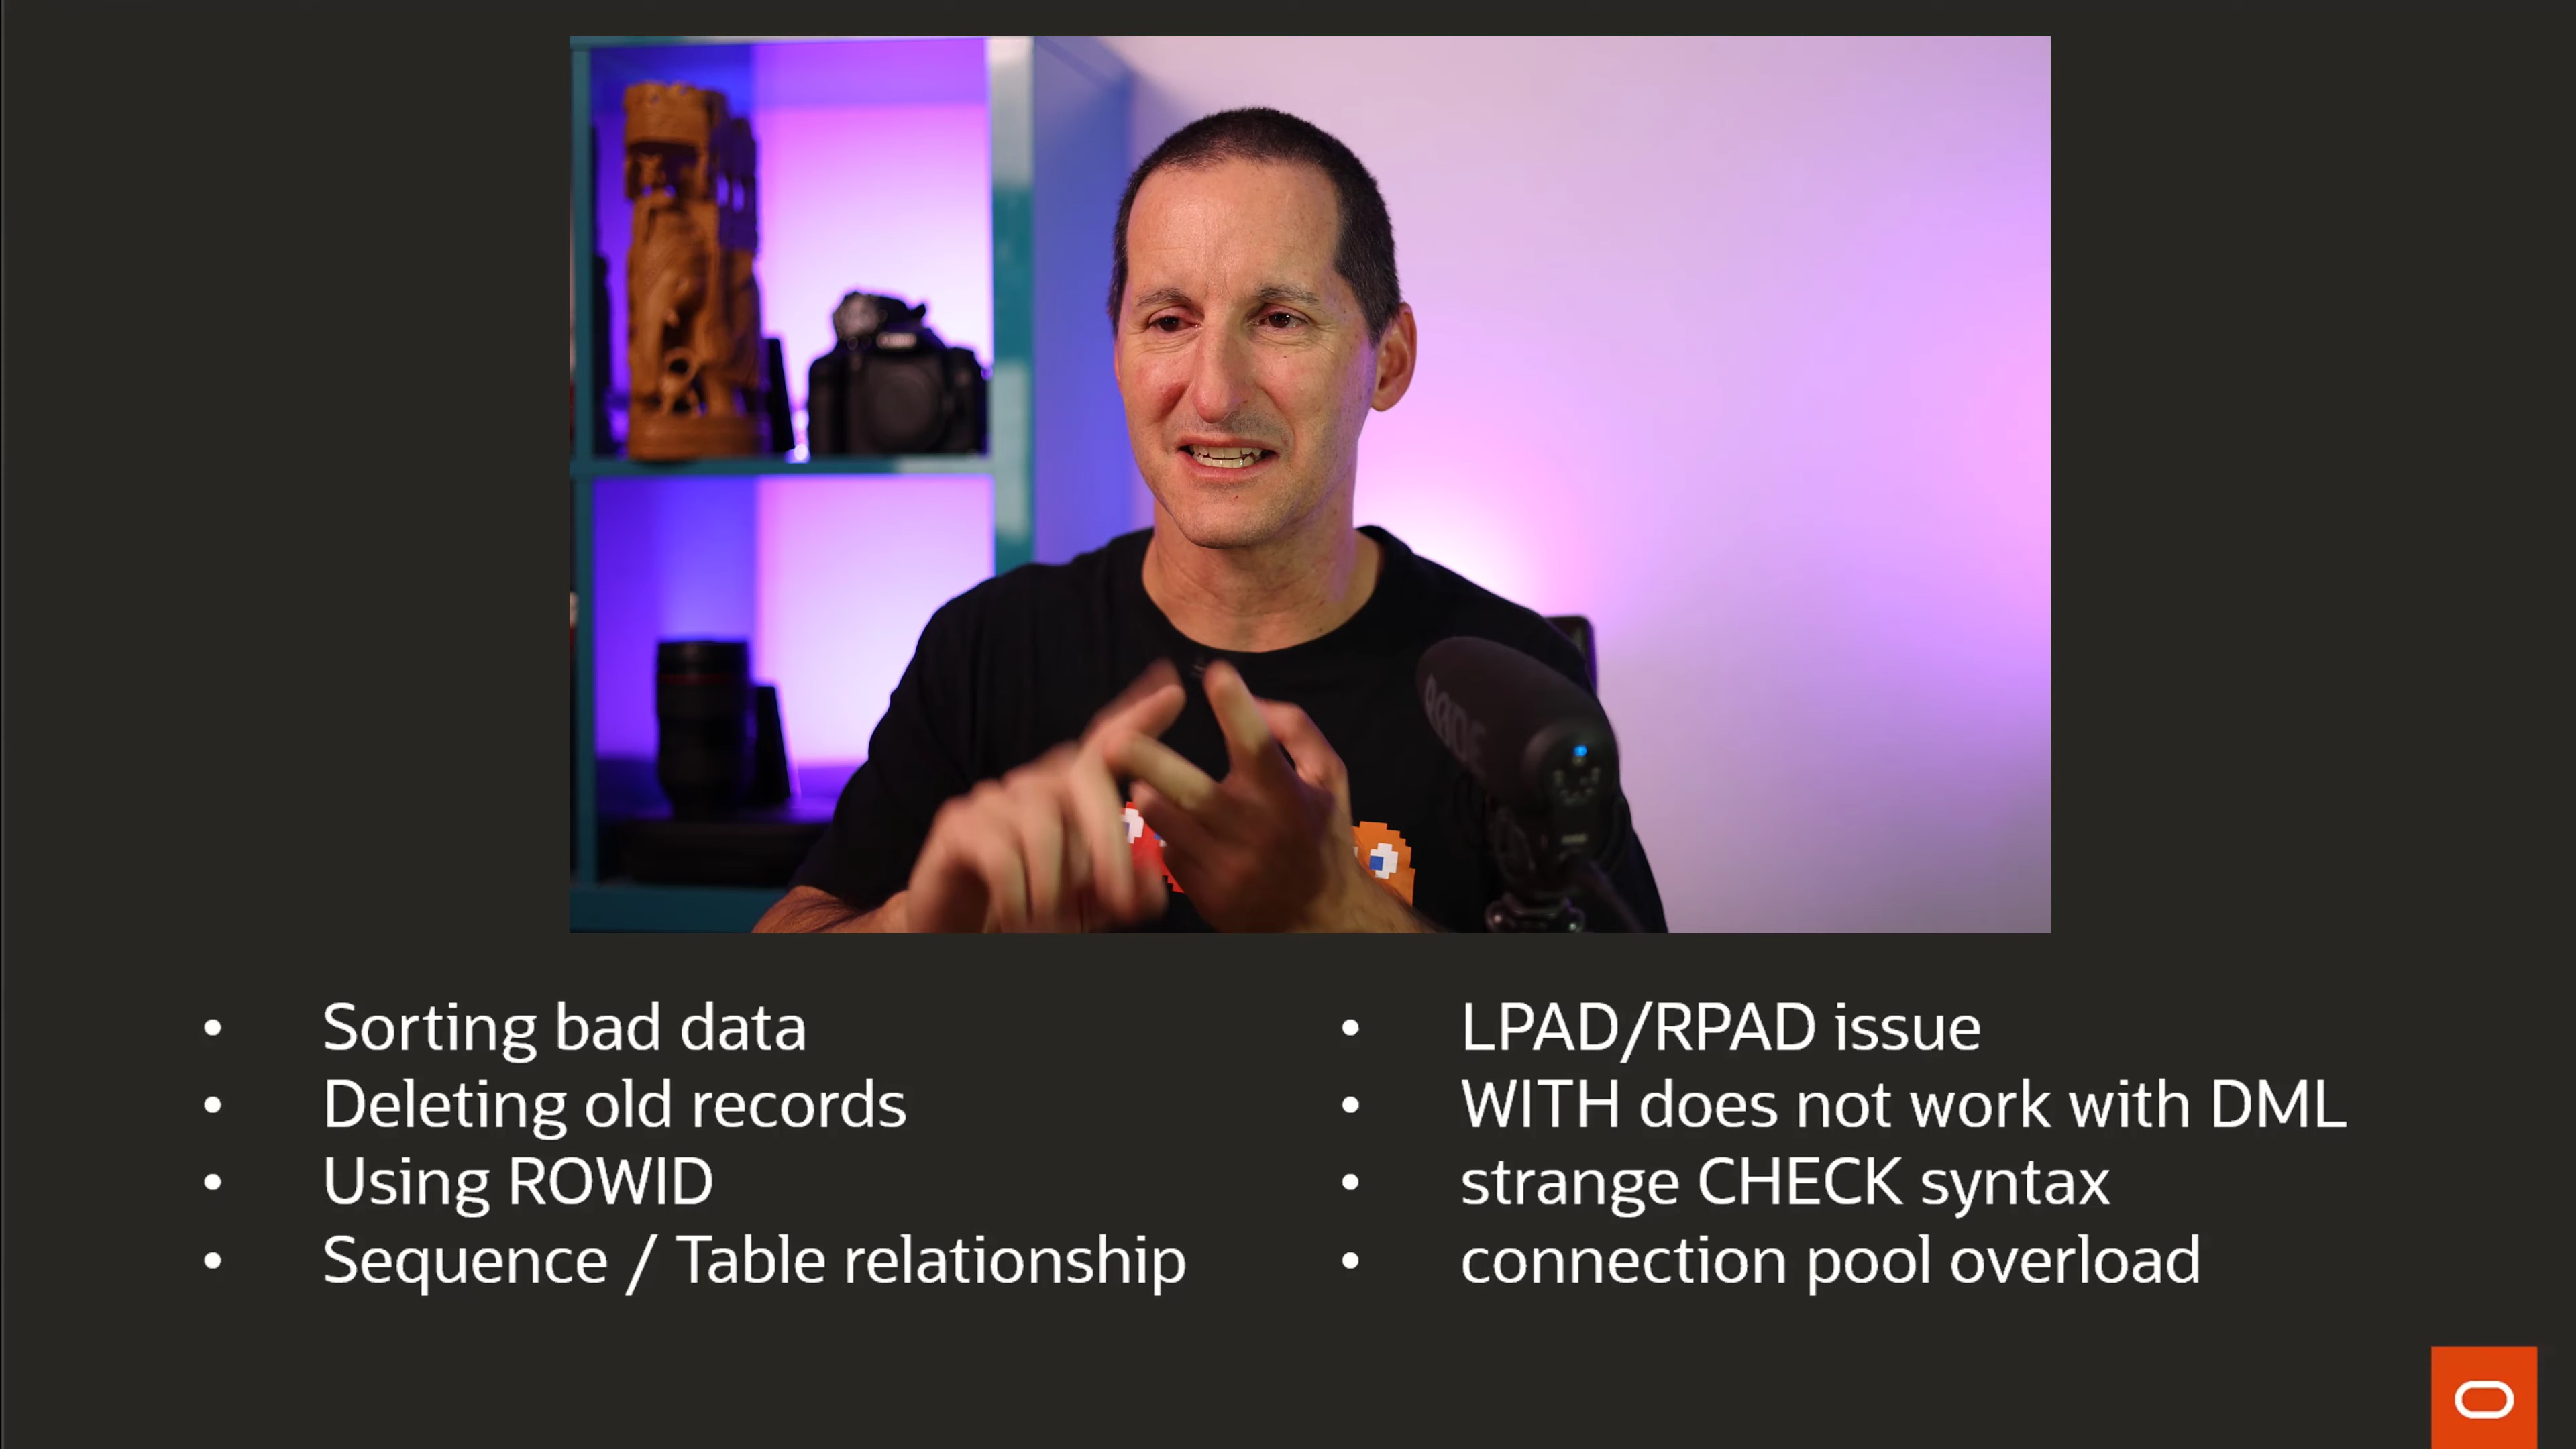 RØDE
Sorting bad data
Deleting old records
Using ROWID
Sequence / Table relationship
LPAD/RPAD issue
WITH does not work with DML
strange CHECK syntax
connection pool overload